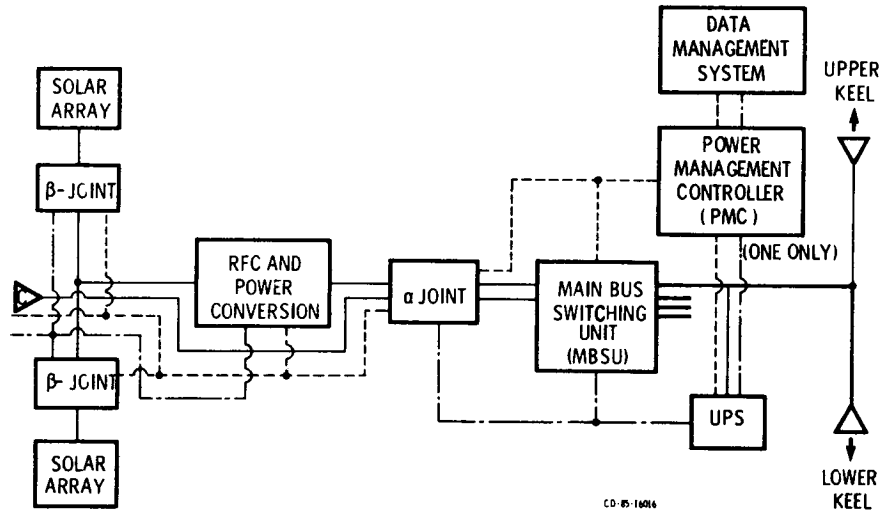 DATA
MANAGEMENT
SYSTEM
UPPER
KEEL
SOLAR
ARRAY
POWER
MANAGEMENT
CONTROLLER
(PMC)
(ONE ONLY)
β-JOINT
RFC AND
POWER
CONVERSION
α JOINT
MAIN BUS
SWITCHING
UNIT
(MBSU)
β-JOINT
UPS
SOLAR
ARRAY
LOWER
KEEL
CD-85-16016